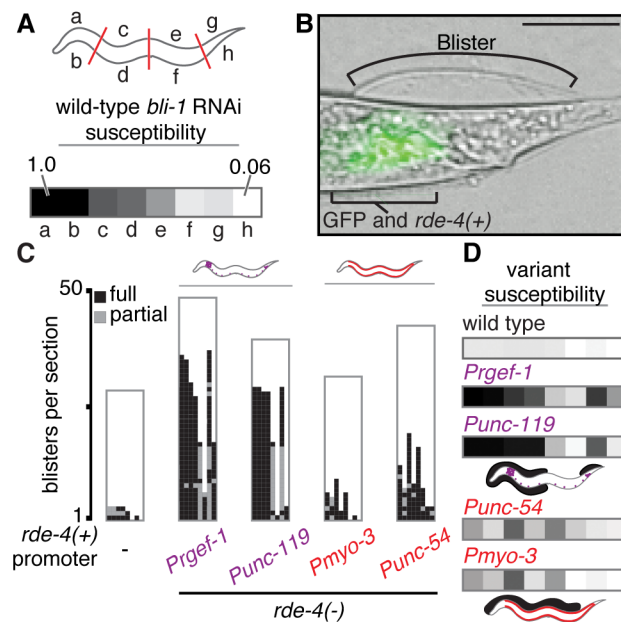 A
a
c
e
g
b
d
f
h
wild-type bli-1 RNAi
susceptibility
1.0
0.06
a b c d e f g h
B
Blister
GFP and rde-4(+)
C
full
partial
50
blisters per section
1
rde-4(+)
promoter
-
Prgef-1
Punc-119
Pmyo-3
Punc-54
rde-4(-)
D
variant
susceptibility
wild type
Prgef-1
Punc-119
Punc-54
Pmyo-3